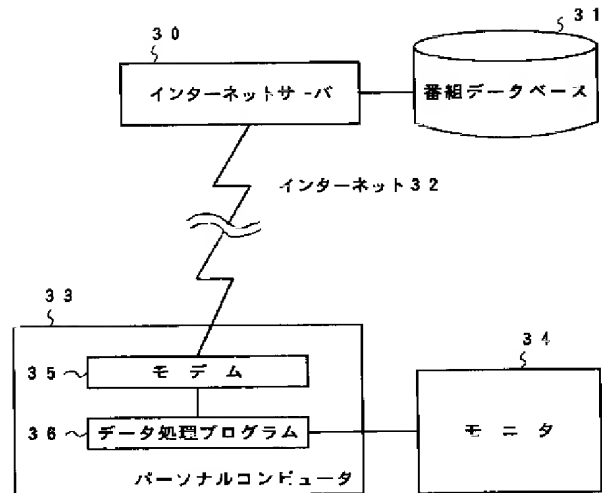 30
31
インターネットサーバ
番組データベース
インターネット32
33
34
35
モデム
36
データ処理プログラム
モニタ
パーソナルコンピュータ